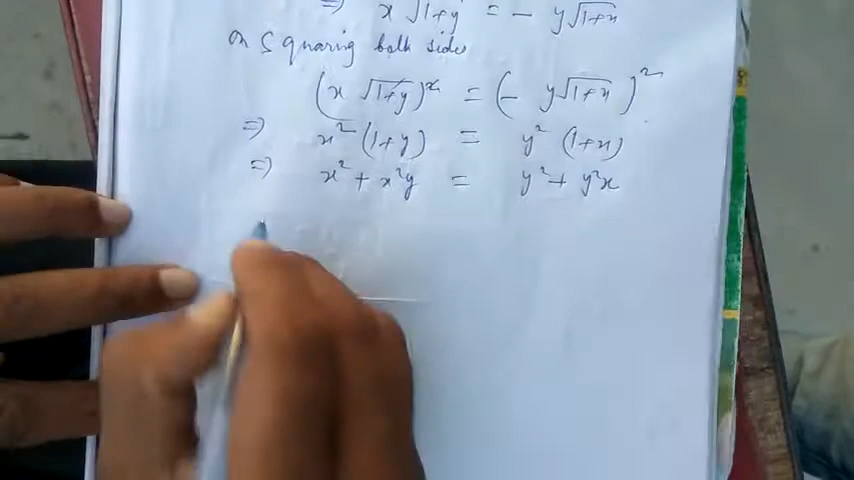 ⇒ x √1+y = − y√1+x
on squaring both sides
(x √1+y)² = (− y√1+x)²
⇒ x² (1+y) = y² (1+x)
⇒ x² + x²y = y² + y²x